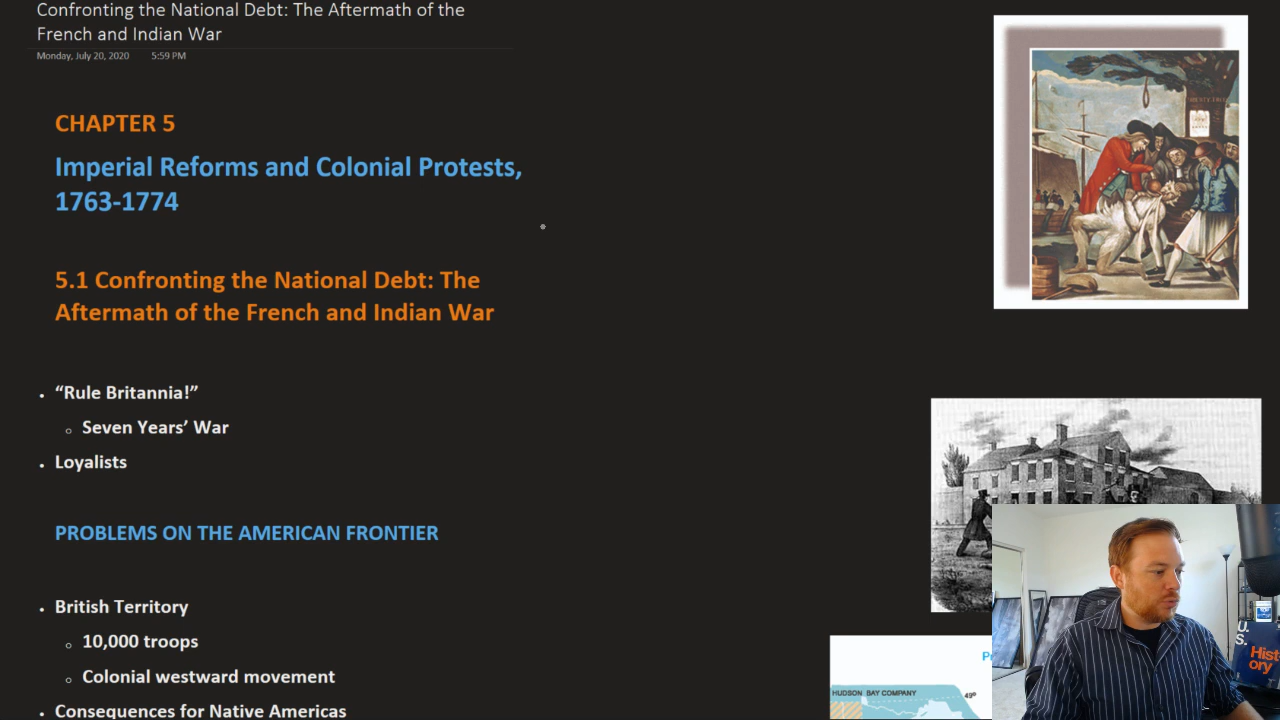 Confronting the National Debt: The Aftermath of the
French and Indian War
Monday, July 20, 2020 5:59 PM
CHAPTER 5
Imperial Reforms and Colonial Protests,
1763-1774
5.1 Confronting the National Debt: The
Aftermath of the French and Indian War
• “Rule Britannia!”
o Seven Years’ War
• Loyalists
PROBLEMS ON THE AMERICAN FRONTIER
• British Territory
o 10,000 troops
o Colonial westward movement
• Consequences for Native Americas
HUDSON BAY COMPANY
49°
U.
S.
Hist
ory